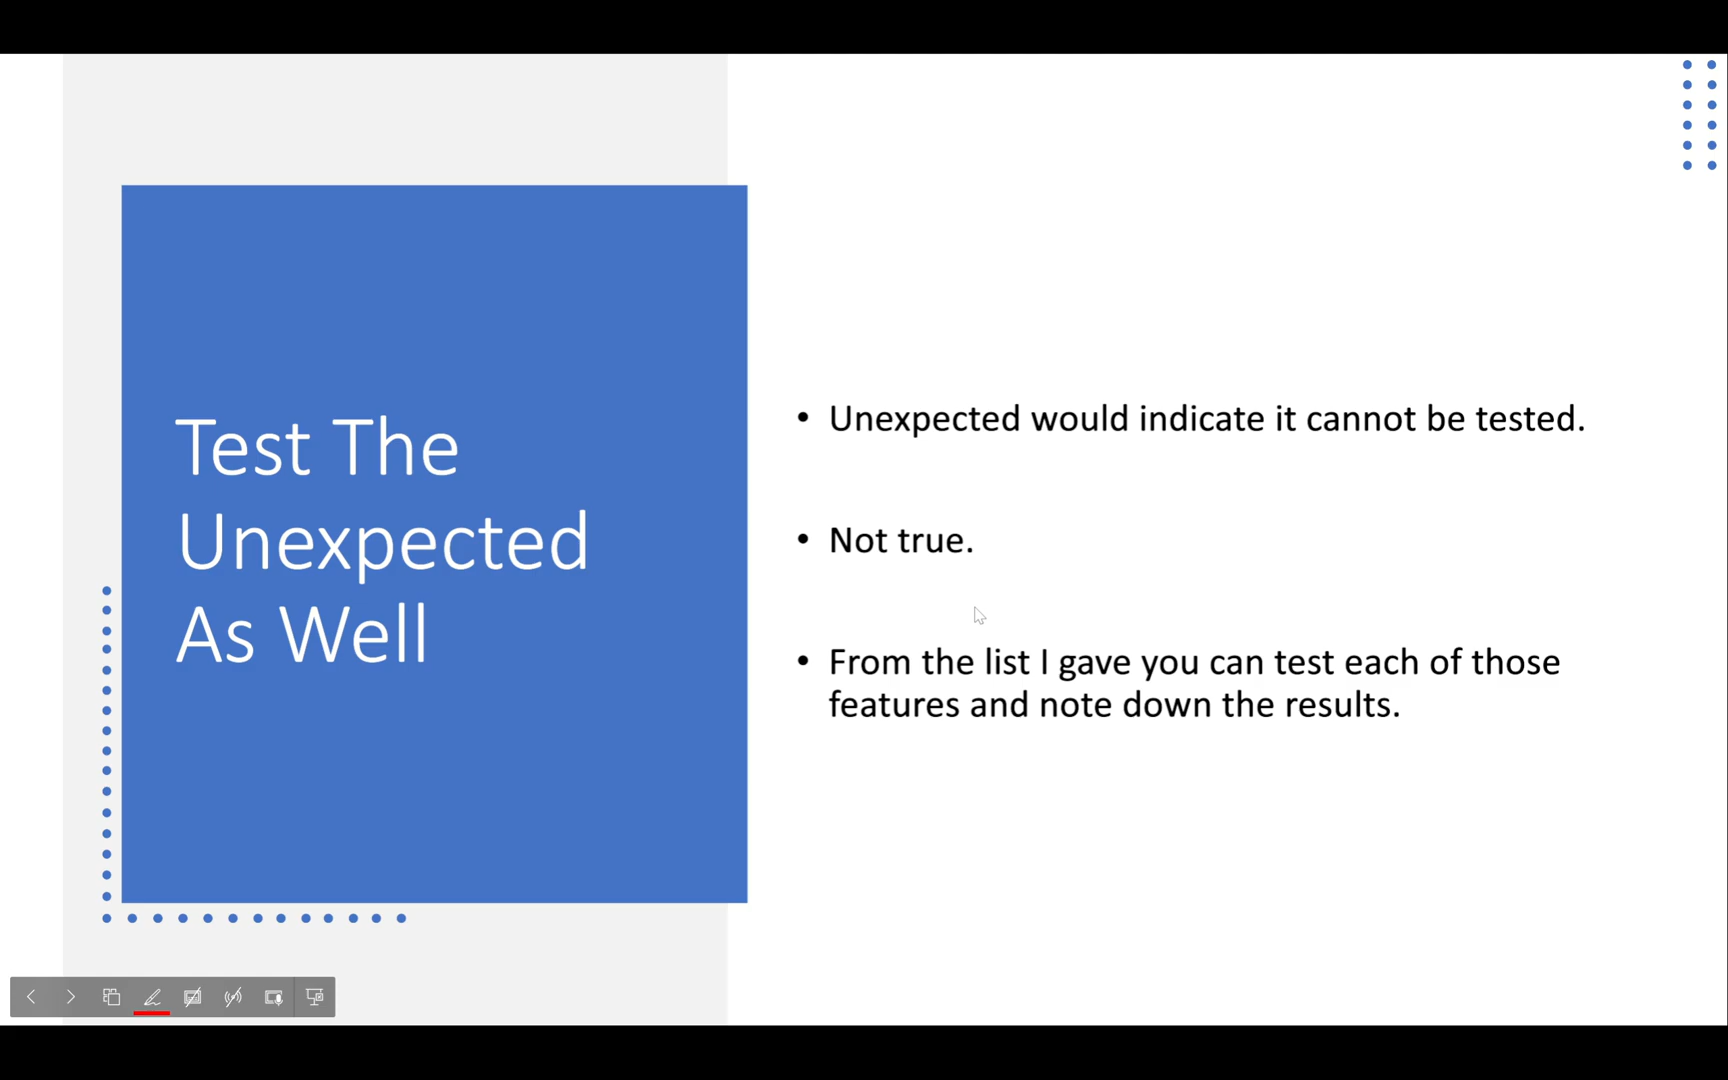 Test The
Unexpected
As Well
• Unexpected would indicate it cannot be tested.
• Not true.
• From the list I gave you can test each of those
features and note down the results.